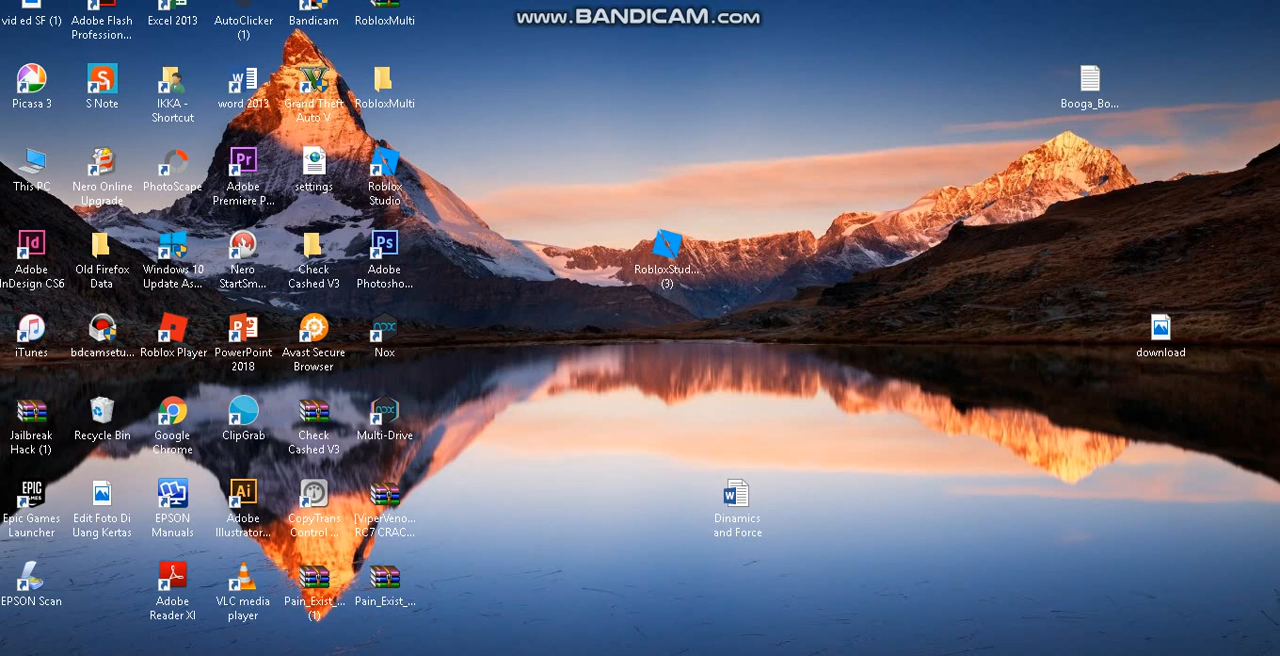 www.BANDICAM.com
vid ed SF (1)
Adobe Flash
Profession...
Excel 2013
AutoClicker
(1)
Bandicam
RobloxMulti
Picasa 3
S Note
IKKA -
Shortcut
word 2013
Grand Theft
Auto V
RobloxMulti
Booga_Bo...
This PC
Nero Online
Upgrade
PhotoScape
Adobe
Premiere P...
settings
Roblox
Studio
Adobe
InDesign CS6
Old Firefox
Data
Windows 10
Update As...
Nero
StartSm...
Check
Cashed V3
Adobe
Photosho...
RobloxStud...
(3)
iTunes
bdcamsetu...
Roblox Player
PowerPoint
2018
Avast Secure
Browser
Nox
download
Jailbreak
Hack (1)
Recycle Bin
Google
Chrome
ClipGrab
Check
Cashed V3
Multi-Drive
Epic Games
Launcher
Edit Foto Di
Uang Kertas
EPSON
Manuals
Adobe
Illustrator...
CopyTrans
Control ...
[ViperVeno...
RC7 CRAC...
Dinamics
and Force
EPSON Scan
Adobe
Reader XI
VLC media
player
Pain_Exist_...
(1)
Pain_Exist_...